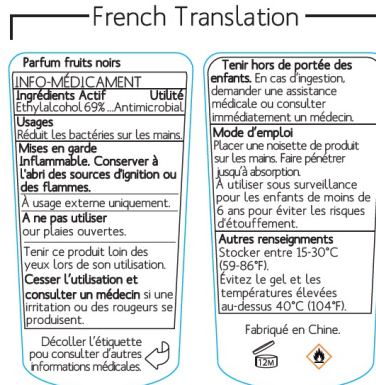 French Translation
Parfum fruits noirs
INFO-MÉDICAMENT
Ingrédients Actif Utilité
Ethylalcohol 69%...Antimicrobial
Usages
Réduit les bactéries sur les mains.
Mises en garde
Inflammable. Conserver à
l'abri des sources d'ignition ou
des flammes.
À usage externe uniquement.
A ne pas utiliser
our plaies ouvertes.
Tenir ce produit loin des
yeux lors de son utilisation.
Cesser l'utilisation et
consulter un médecin si une
irritation ou des rougeurs se
produisent.
Décoller l'étiquette
pou consulter d'autres
informations médicales.
Tenir hors de portée des
enfants. En cas d'ingestion,
demander une assistance
médicale ou consulter
immédiatement un médecin.
Mode d'emploi
Placer une noisette de produit
sur les mains. Faire pénétrer
jusqu'à absorption.
À utiliser sous surveillance
pour les enfants de moins de
6 ans pour éviter les risques
d'étouffement.
Autres renseignments
Stocker entre 15-30°C
(59-86°F).
Évitez le gel et les
températures élevées
au-dessus 40°C (104°F).
Fabriqué en Chine.
12M